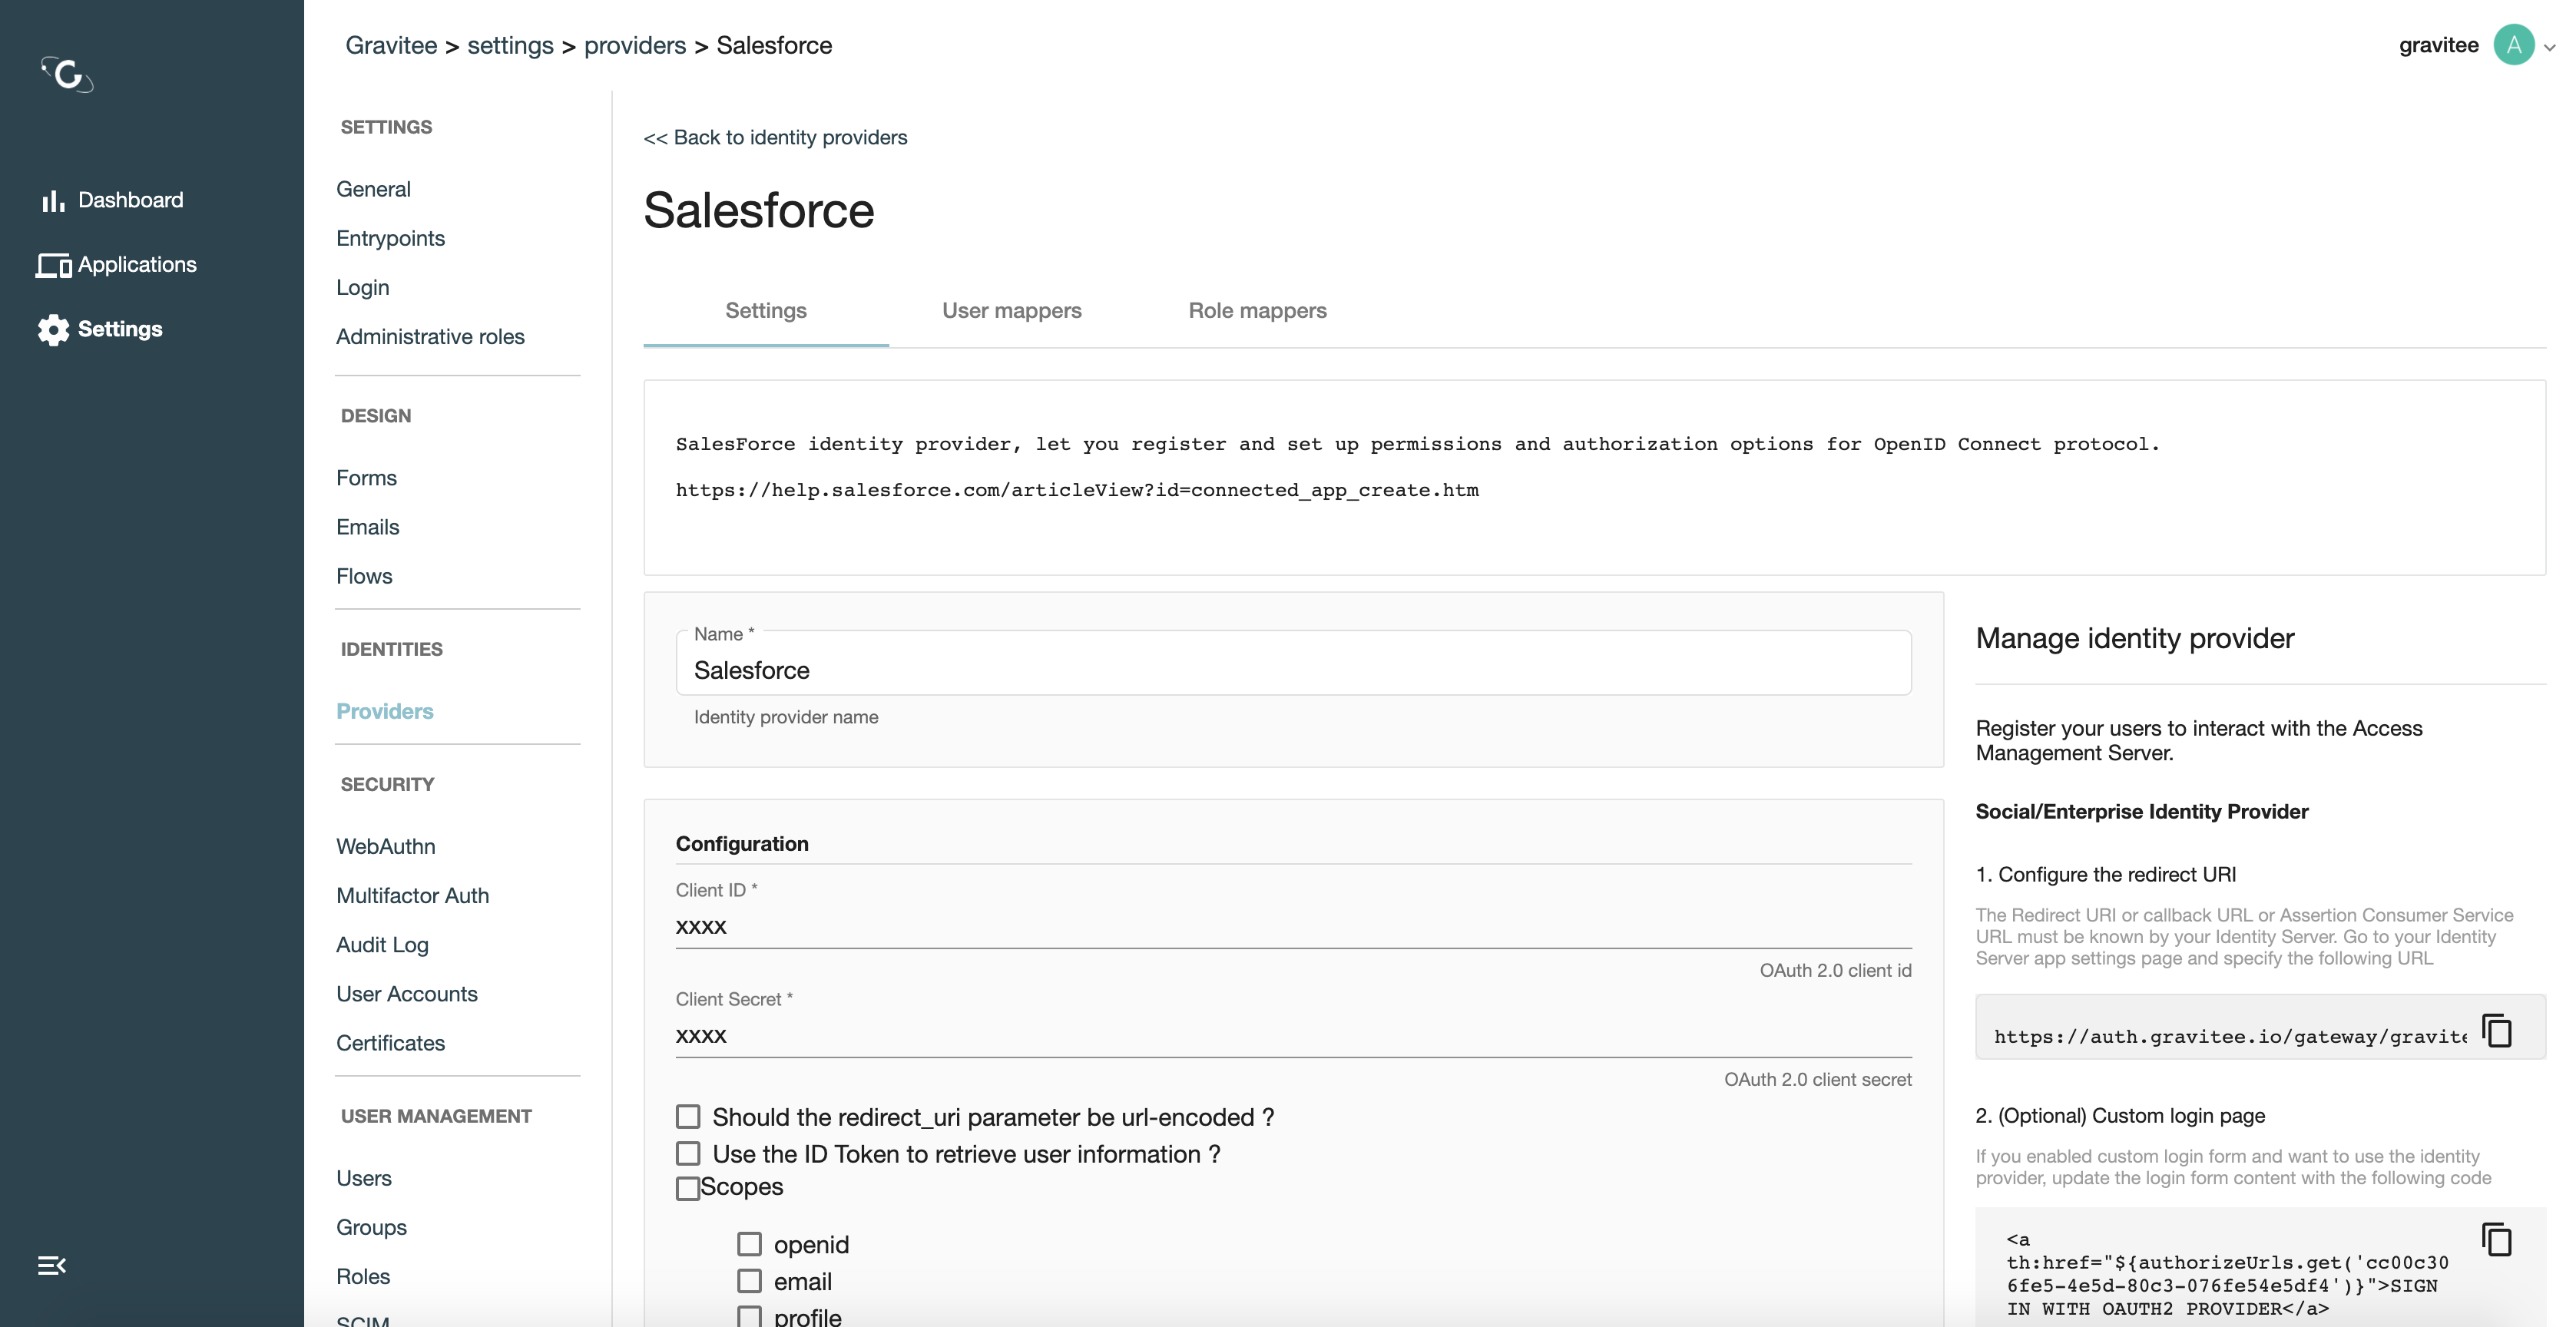 Gravitee > settings > providers > Salesforce
gravitee
A
Dashboard
Applications
Settings
SETTINGS
General
Entrypoints
Login
Administrative roles
DESIGN
Forms
Emails
Flows
IDENTITIES
Providers
SECURITY
WebAuthn
Multifactor Auth
Audit Log
User Accounts
Certificates
USER MANAGEMENT
Users
Groups
Roles
SCIM
<< Back to identity providers
Salesforce
Settings User mappers Role mappers
SalesForce identity provider, let you register and set up permissions and authorization options for OpenID Connect protocol.
https://help.salesforce.com/articleView?id=connected_app_create.htm
Name *
Salesforce
Identity provider name
Configuration
Client ID *
xxxx
OAuth 2.0 client id
Client Secret *
xxxx
OAuth 2.0 client secret
Should the redirect_uri parameter be url-encoded ?
Use the ID Token to retrieve user information ?
Scopes
openid
email
profile
Manage identity provider
Register your users to interact with the Access
Management Server.
Social/Enterprise Identity Provider
1. Configure the redirect URI
The Redirect URI or callback URL or Assertion Consumer Service
URL must be known by your Identity Server. Go to your Identity
Server app settings page and specify the following URL
https://auth.gravitee.io/gateway/gravite
2. (Optional) Custom login page
If you enabled custom login form and want to use the identity
provider, update the login form content with the following code
<a
th:href="${authorizeUrls.get('cc00c30
6fe5-4e5d-80c3-076fe54e5df4')}">SIGN
IN WITH OAUTH2 PROVIDER</a>